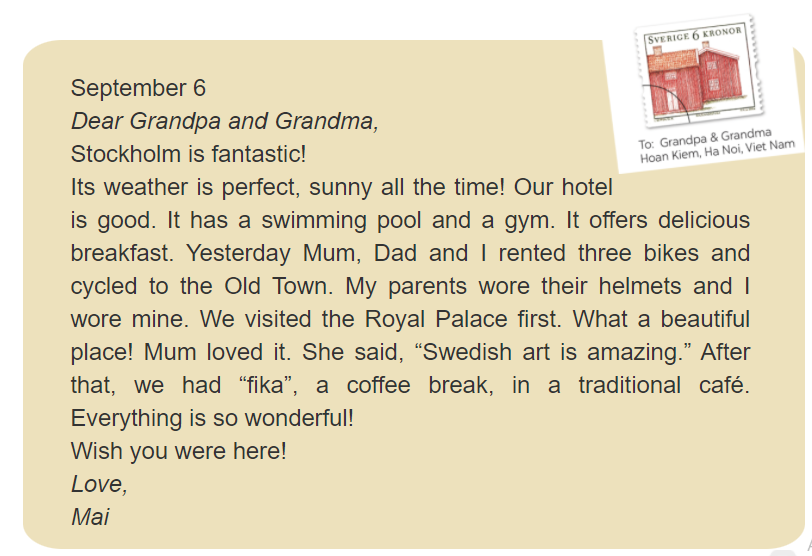 SVERIGE 6 KRONOR
To: Grandpa & Grandma
Hoan Kiem, Ha Noi, Viet Nam
September 6
Dear Grandpa and Grandma,
Stockholm is fantastic!
Its weather is perfect, sunny all the time! Our hotel
is good. It has a swimming pool and a gym. It offers delicious
breakfast. Yesterday Mum, Dad and I rented three bikes and
cycled to the Old Town. My parents wore their helmets and I
wore mine. We visited the Royal Palace first. What a beautiful
place! Mum loved it. She said, “Swedish art is amazing.” After
that, we had “fika”, a coffee break, in a traditional café.
Everything is so wonderful!
Wish you were here!
Love,
Mai